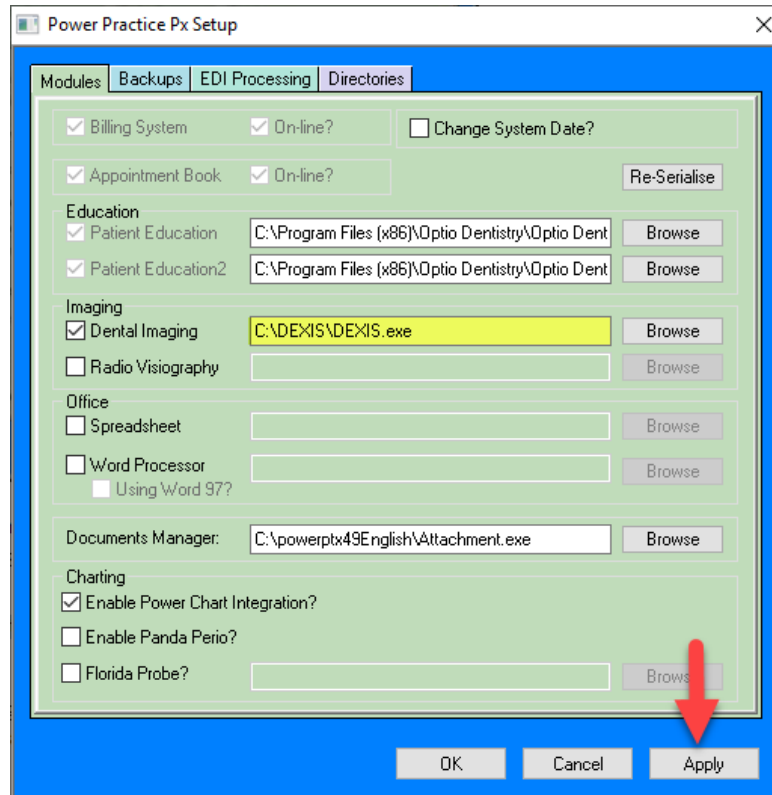 Power Practice Px Setup
Modules Backups EDI Processing Directories
Billing System On-line? Change System Date?
Appointment Book On-line? Re-Serialise
Education
Patient Education C:\Program Files (x86)\Optio Dentistry\Optio Dent Browse
Patient Education2 C:\Program Files (x86)\Optio Dentistry\Optio Dent Browse
Imaging
Dental Imaging C:\DEXIS\DEXIS.exe Browse
Radio Visiography Browse
Office
Spreadsheet Browse
Word Processor Browse
Using Word 97?
Documents Manager: C:\powerptx49English\Attachment.exe Browse
Charting
Enable Power Chart Integration?
Enable Panda Perio?
Florida Probe? Brows
OK Cancel Apply